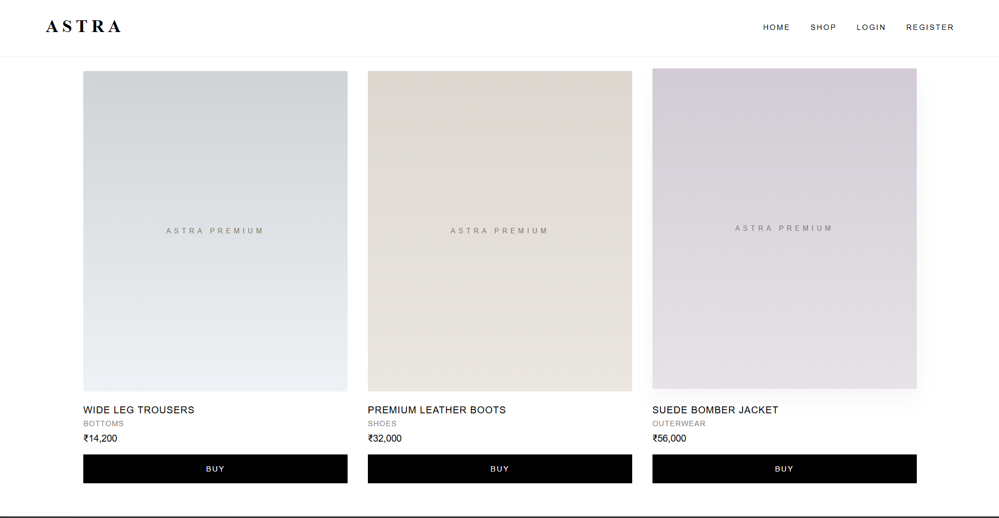 ASTRA
HOME SHOP LOGIN REGISTER
ASTRA PREMIUM
ASTRA PREMIUM
ASTRA PREMIUM
WIDE LEG TROUSERS
BOTTOMS
₹14,200
BUY
PREMIUM LEATHER BOOTS
SHOES
₹32,000
BUY
SUEDE BOMBER JACKET
OUTERWEAR
₹56,000
BUY